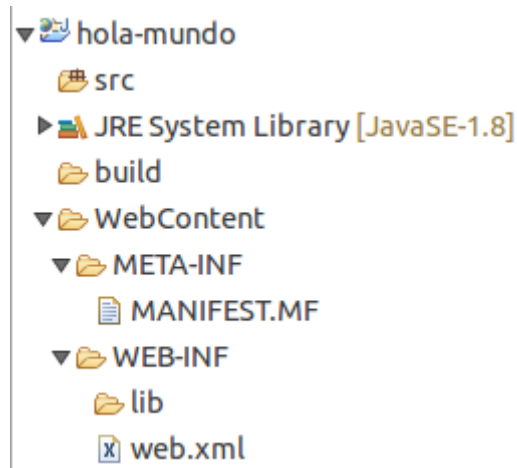 hola-mundo
src
JRE System Library [JavaSE-1.8]
build
WebContent
META-INF
MANIFEST.MF
WEB-INF
lib
web.xml